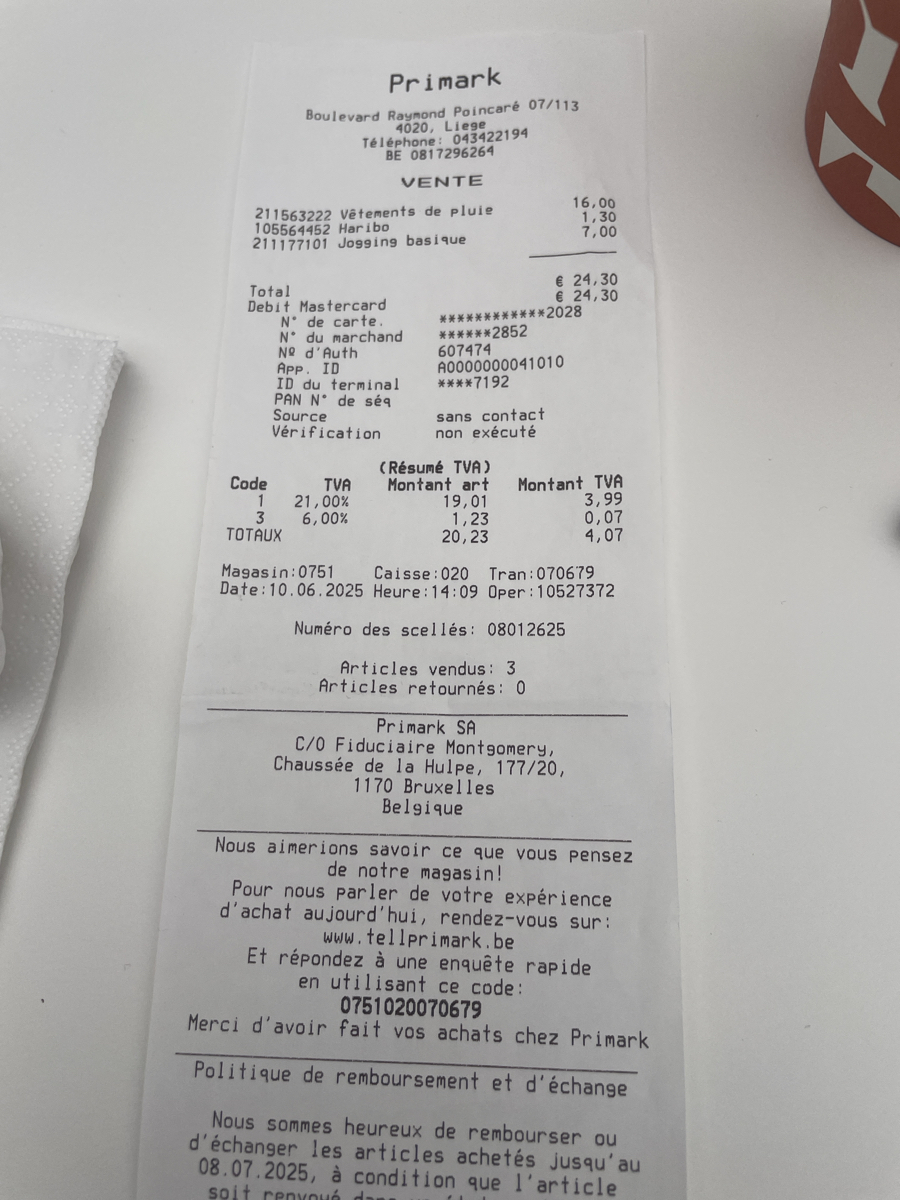 Primark
Boulevard Raymond Poincaré 07/113
4020, Liege
Téléphone: 043422194
BE 0817296264
VENTE
211563222 Vêtements de pluie 16,00
105564452 Haribo 1,30
211177101 Jogging basique 7,00
Total € 24,30
Debit Mastercard € 24,30
N° de carte. ************2028
N° du marchand ******2852
Nº d'Auth 607474
App. ID A0000000041010
ID du terminal ****7192
PAN N° de séq
Source sans contact
Vérification non exécuté
(Résumé TVA)
Code TVA Montant art Montant TVA
1 21,00% 19,01 3,99
3 6,00% 1,23 0,07
TOTAUX 20,23 4,07
Magasin:0751 Caisse:020 Tran:070679
Date:10.06.2025 Heure:14:09 Oper:10527372
Numéro des scellés: 08012625
Articles vendus: 3
Articles retournés: 0
Primark SA
C/O Fiduciaire Montgomery,
Chaussée de la Hulpe, 177/20,
1170 Bruxelles
Belgique
Nous aimerions savoir ce que vous pensez
de notre magasin!
Pour nous parler de votre expérience
d'achat aujourd'hui, rendez-vous sur:
www.tellprimark.be
Et répondez à une enquête rapide
en utilisant ce code:
0751020070679
Merci d'avoir fait vos achats chez Primark
Politique de remboursement et d'échange
Nous sommes heureux de rembourser ou
d'échanger les articles achetés jusqu'au
08.07.2025, à condition que l'article
soit renvoyé dans un